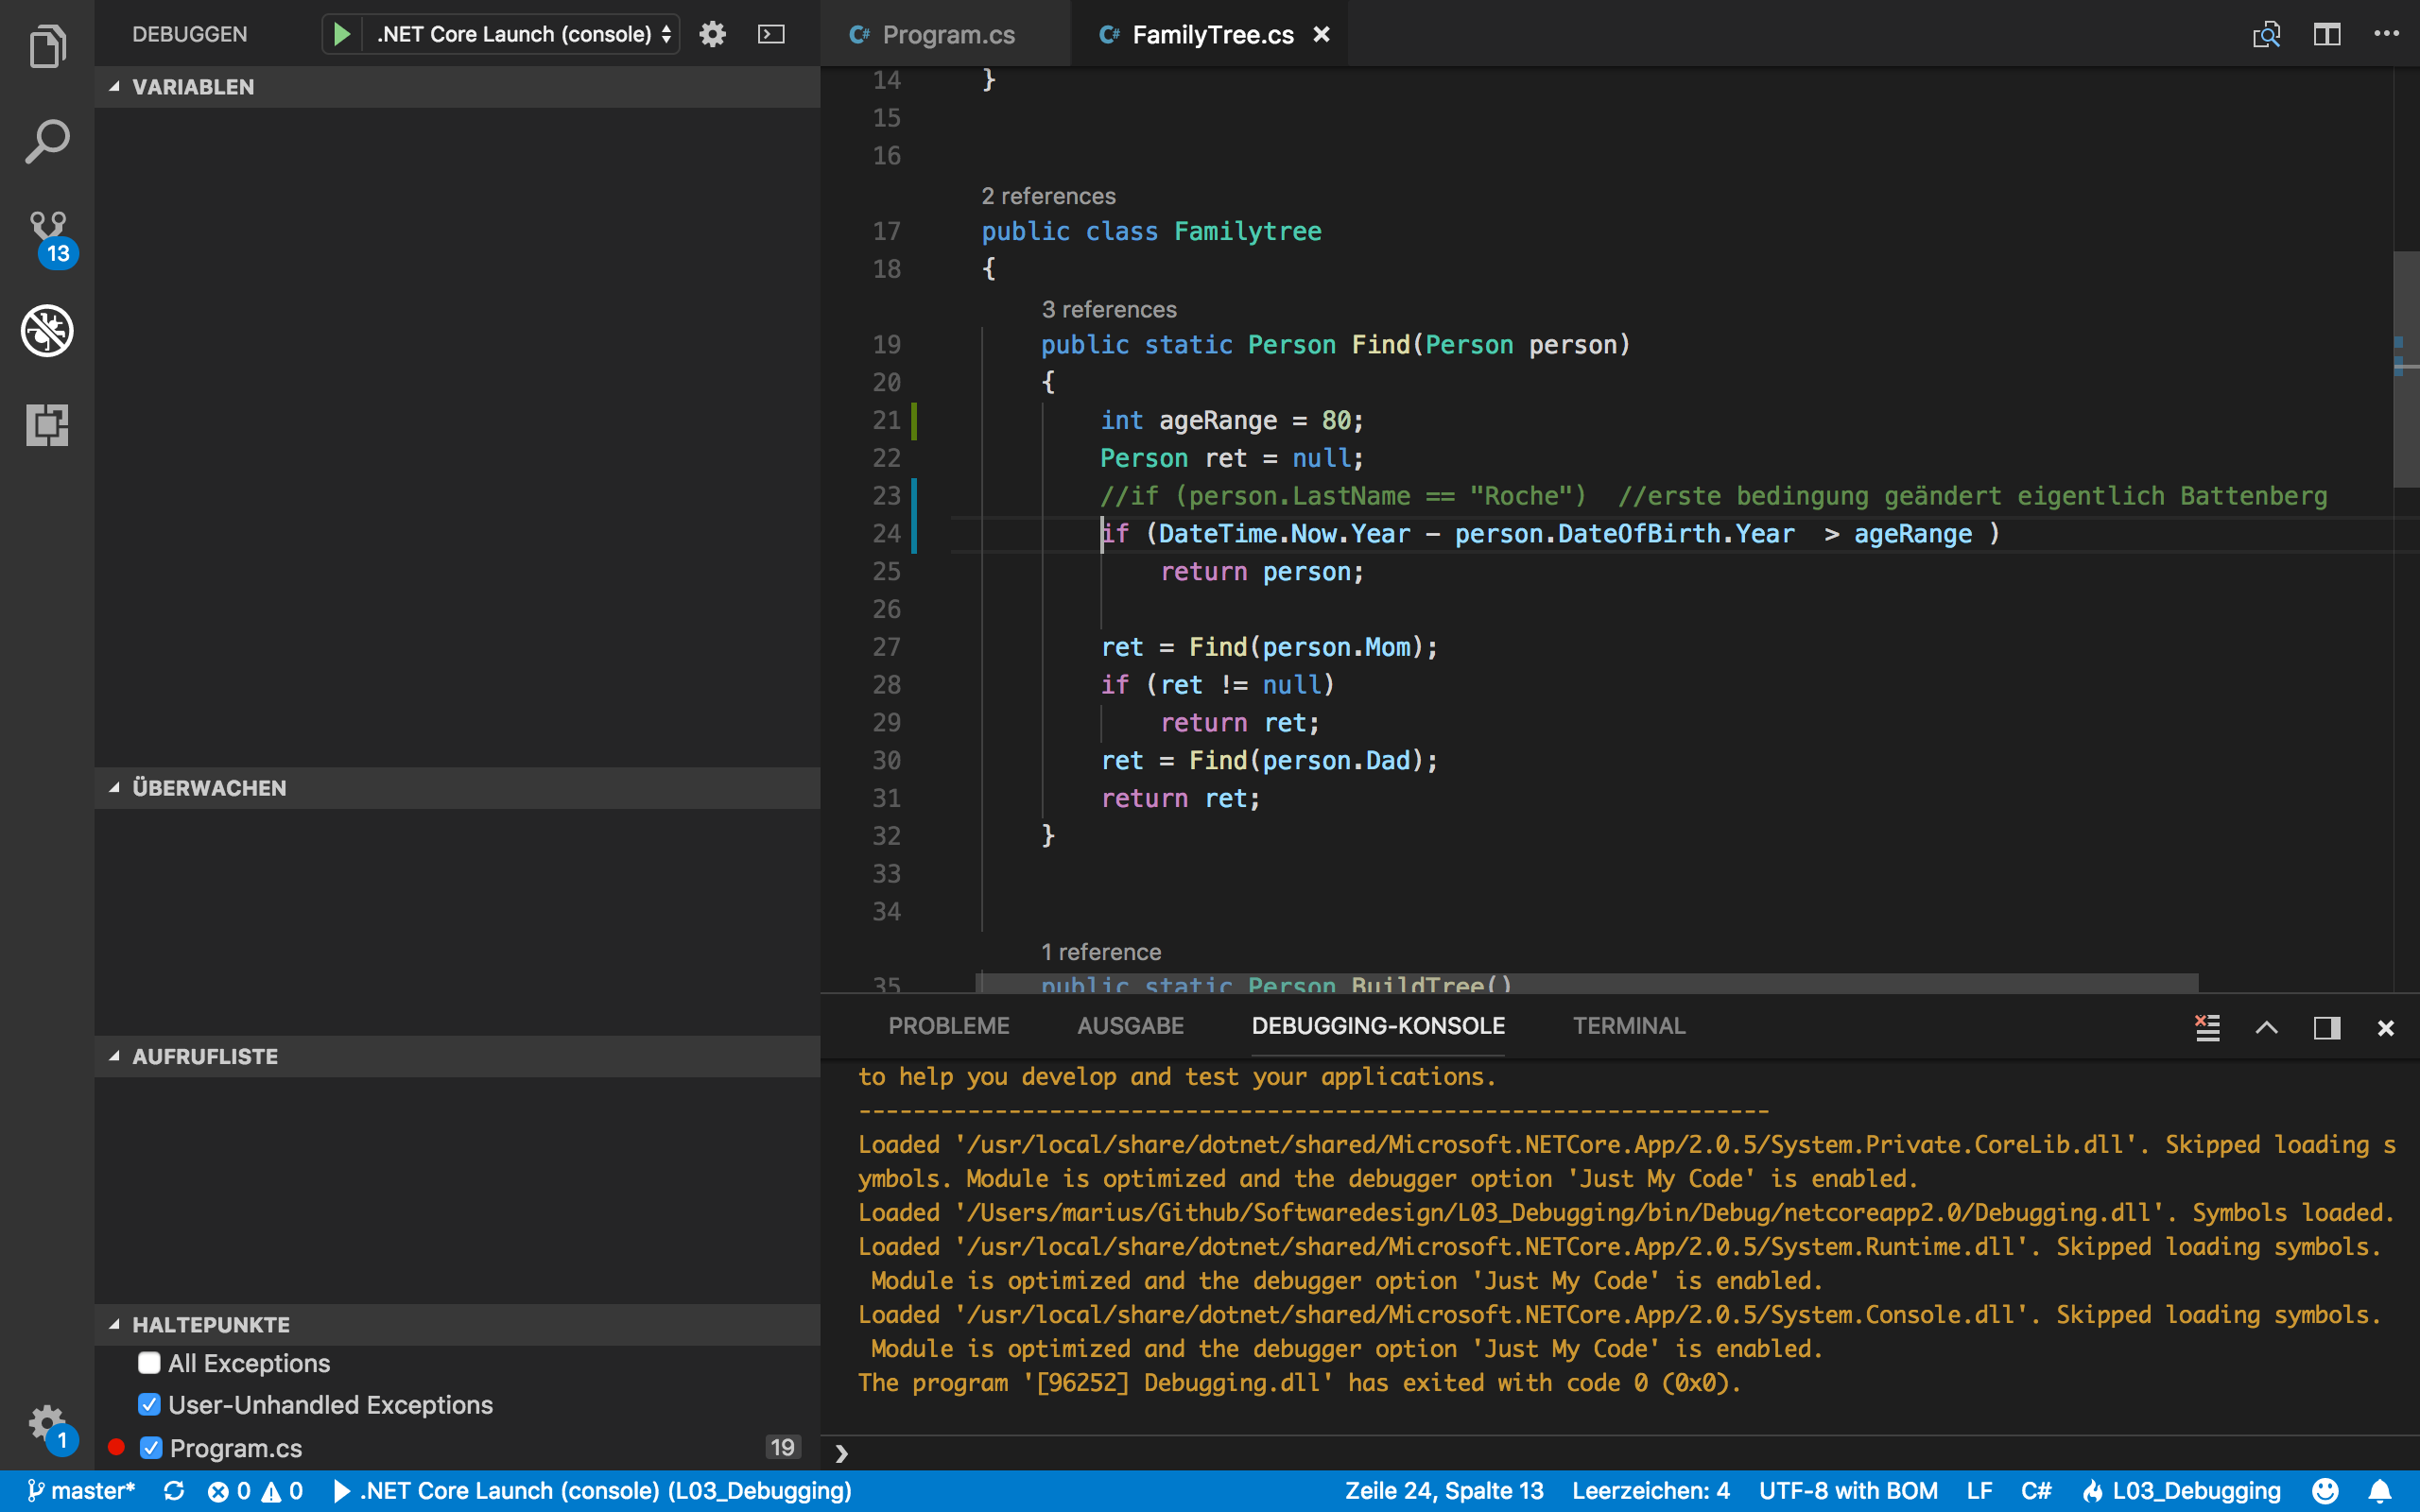 DEBUGGEN
.NET Core Launch (console)
VARIABLEN
ÜBERWACHEN
AUFRUFLISTE
HALTEPUNKTE
All Exceptions
User-Unhandled Exceptions
Program.cs 19
13
1
C# Program.cs
C# FamilyTree.cs
14 }
15
16
2 references
17 public class Familytree
18 {
3 references
19 public static Person Find(Person person)
20 {
21 int ageRange = 80;
22 Person ret = null;
23 //if (person.LastName == "Roche")  //erste bedingung geändert eigentlich Battenberg
24 if (DateTime.Now.Year - person.DateOfBirth.Year  > ageRange )
25 return person;
26
27 ret = Find(person.Mom);
28 if (ret != null)
29 return ret;
30 ret = Find(person.Dad);
31 return ret;
32 }
33
34
1 reference
35 public static Person BuildTree()
PROBLEME AUSGABE DEBUGGING-KONSOLE TERMINAL
to help you develop and test your applications.
-------------------------------------------------------------------
Loaded '/usr/local/share/dotnet/shared/Microsoft.NETCore.App/2.0.5/System.Private.CoreLib.dll'. Skipped loading s
ymbols. Module is optimized and the debugger option 'Just My Code' is enabled.
Loaded '/Users/marius/Github/Softwaredesign/L03_Debugging/bin/Debug/netcoreapp2.0/Debugging.dll'. Symbols loaded.
Loaded '/usr/local/share/dotnet/shared/Microsoft.NETCore.App/2.0.5/System.Runtime.dll'. Skipped loading symbols.
Module is optimized and the debugger option 'Just My Code' is enabled.
Loaded '/usr/local/share/dotnet/shared/Microsoft.NETCore.App/2.0.5/System.Console.dll'. Skipped loading symbols.
Module is optimized and the debugger option 'Just My Code' is enabled.
The program '[96252] Debugging.dll' has exited with code 0 (0x0).
master* 0 0 .NET Core Launch (console) (L03_Debugging) Zeile 24, Spalte 13 Leerzeichen: 4 UTF-8 with BOM LF C# L03_Debugging